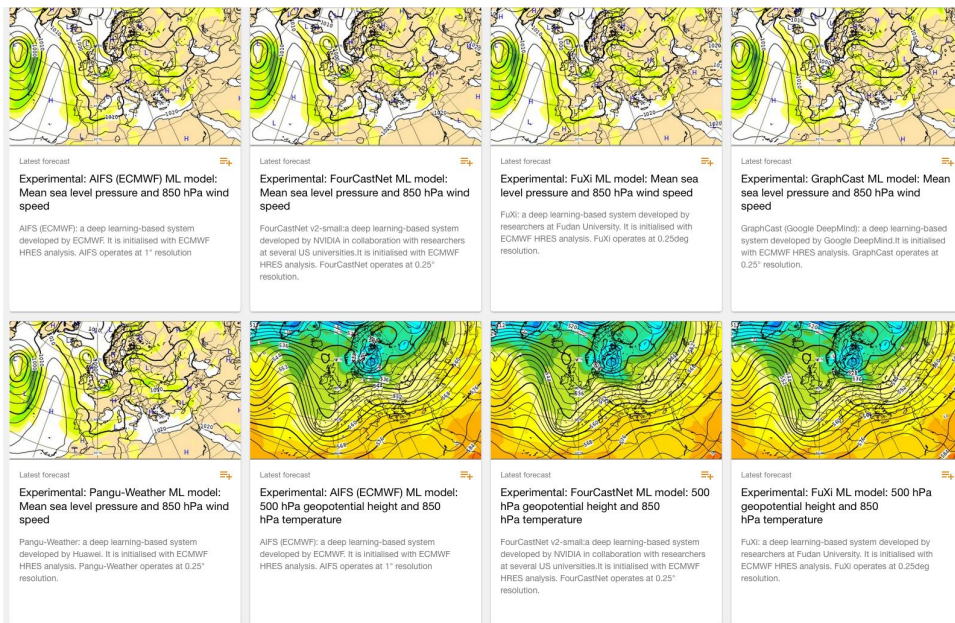 Latest forecast
Experimental: AIFS (ECMWF) ML model:
Mean sea level pressure and 850 hPa wind
speed
AIFS (ECMWF): a deep learning-based system
developed by ECMWF. It is initialised with ECMWF
HRES analysis. AIFS operates at 1° resolution
Latest forecast
Experimental: FourCastNet ML model:
Mean sea level pressure and 850 hPa wind
speed
FourCastNet v2-small:a deep learning-based system
developed by NVIDIA in collaboration with researchers
at several US universities.It is initialised with ECMWF
HRES analysis. FourCastNet operates at 0.25°
resolution.
Latest forecast
Experimental: FuXi ML model: Mean sea
level pressure and 850 hPa wind speed
FuXi: a deep learning-based system developed by
researchers at Fudan University. It is initialised with
ECMWF HRES analysis. FuXi operates at 0.25deg
resolution.
Latest forecast
Experimental: GraphCast ML model: Mean
sea level pressure and 850 hPa wind
speed
GraphCast (Google DeepMind): a deep learning-based
system developed by Google DeepMind.It is initialised
with ECMWF HRES analysis. GraphCast operates at
0.25° resolution.
Latest forecast
Experimental: Pangu-Weather ML model:
Mean sea level pressure and 850 hPa wind
speed
Pangu-Weather: a deep learning-based system
developed by Huawei. It is initialised with ECMWF
HRES analysis. Pangu-Weather operates at 0.25°
resolution.
Latest forecast
Experimental: AIFS (ECMWF) ML model:
500 hPa geopotential height and 850
hPa temperature
AIFS (ECMWF): a deep learning-based system
developed by ECMWF. It is initialised with ECMWF
HRES analysis. AIFS operates at 1° resolution
Latest forecast
Experimental: FourCastNet ML model: 500
hPa geopotential height and 850
hPa temperature
FourCastNet v2-small:a deep learning-based system
developed by NVIDIA in collaboration with researchers
at several US universities.It is initialised with ECMWF
HRES analysis. FourCastNet operates at 0.25°
resolution.
Latest forecast
Experimental: FuXi ML model: 500 hPa
geopotential height and 850
hPa temperature
FuXi: a deep learning-based system developed by
researchers at Fudan University. It is initialised with
ECMWF HRES analysis. FuXi operates at 0.25deg
resolution.